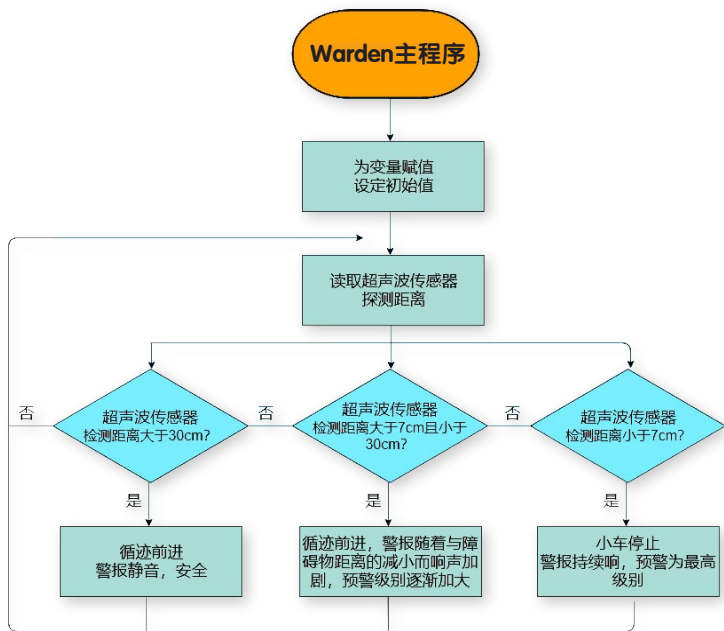 Warden主程序
为变量赋值
设定初始值
读取超声波传感器
探测距离
否
超声波传感器
检测距离大于30cm?
否
超声波传感器
检测距离大于7cm且小于
30cm?
否
超声波传感器
检测距离小于7cm?
是
是
是
循迹前进
警报静音，安全
循迹前进，警报随着与障
碍物距离的减小而响声加
剧，预警级别逐渐加大
小车停止
警报持续响，预警为最高
级别